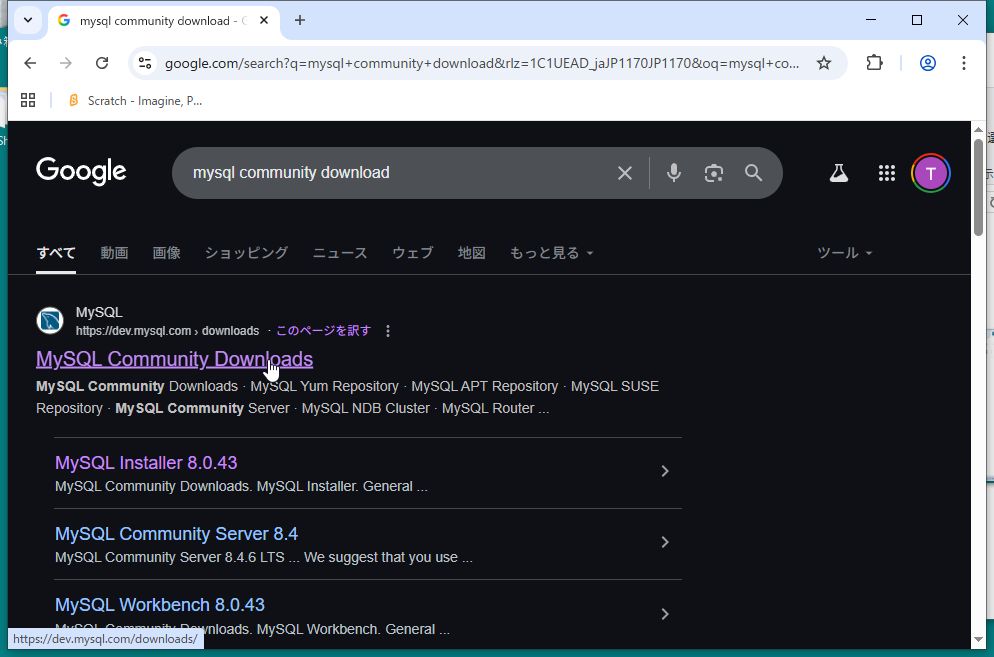 mysql community download - G
google.com/search?q=mysql+community+download&rlz=1C1UEAD_jaJP1170JP1170&oq=mysql+co...
Scratch - Imagine, P...
Google
mysql community download
T
すべて 動画 画像 ショッピング ニュース ウェブ 地図 もっと見る ツール
MySQL
https://dev.mysql.com › downloads · このページを訳す
MySQL Community Downloads
MySQL Community Downloads · MySQL Yum Repository · MySQL APT Repository · MySQL SUSE
Repository · MySQL Community Server · MySQL NDB Cluster · MySQL Router ...
MySQL Installer 8.0.43
MySQL Community Downloads. MySQL Installer. General ...
MySQL Community Server 8.4
MySQL Community Server 8.4.6 LTS ... We suggest that you use ...
MySQL Workbench 8.0.43
MySQL Community Downloads. MySQL Workbench. General ...
https://dev.mysql.com/downloads/